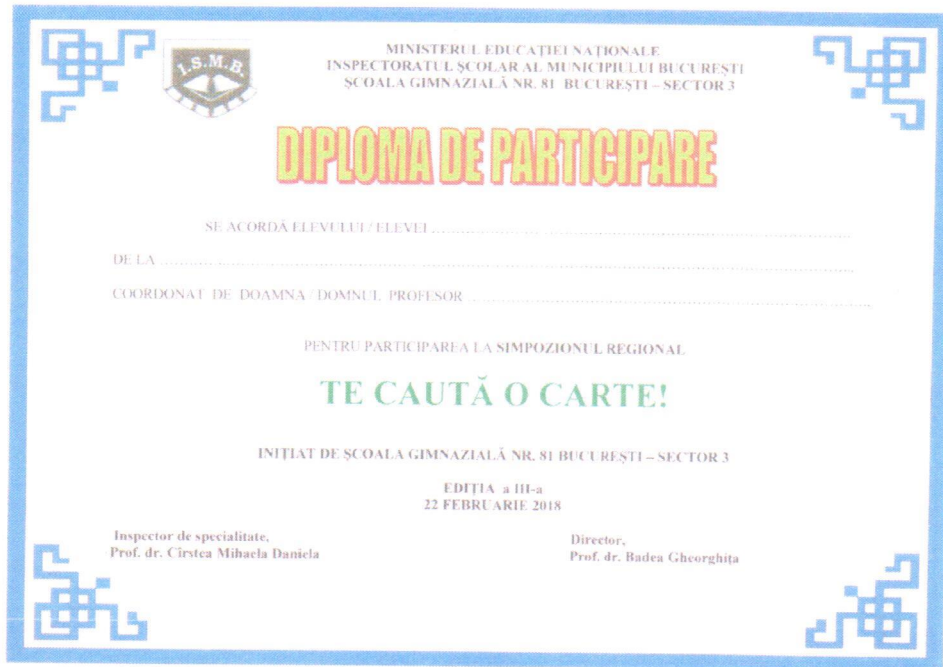 I.S.M.B.
MINISTERUL EDUCAȚIEI NAȚIONALE
INSPECTORATUL ȘCOLAR AL MUNICIPIULUI BUCUREȘTI
ȘCOALA GIMNAZIALĂ NR. 81 BUCUREȘTI – SECTOR 3
DIPLOMA DE PARTICIPARE
SE ACORDĂ ELEVULUI / ELEVEI ........................................
DE LA ........................................
COORDONAT DE DOAMNA / DOMNUL PROFESOR ........................................
PENTRU PARTICIPAREA LA SIMPOZIONUL REGIONAL
TE CAUTĂ O CARTE!
INIȚIAT DE ȘCOALA GIMNAZIALĂ NR. 81 BUCUREȘTI – SECTOR 3
EDIȚIA a III-a
22 FEBRUARIE 2018
Inspector de specialitate,
Prof. dr. Cîrstea Mihaela Daniela
Director,
Prof. dr. Badea Gheorghița